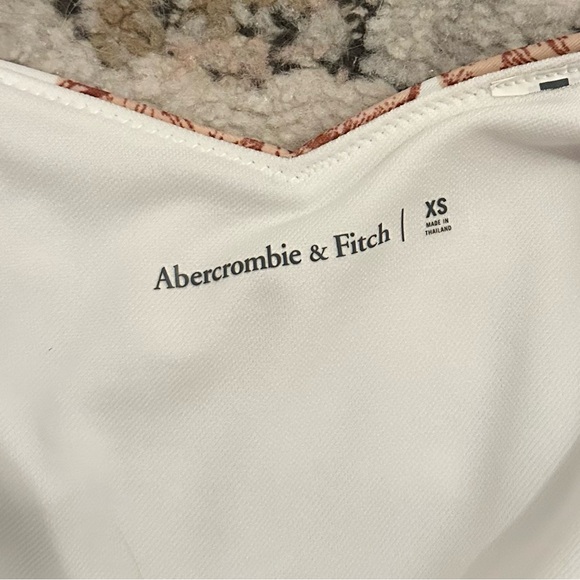 Abercrombie & Fitch | XS
MADE IN
THAILAND